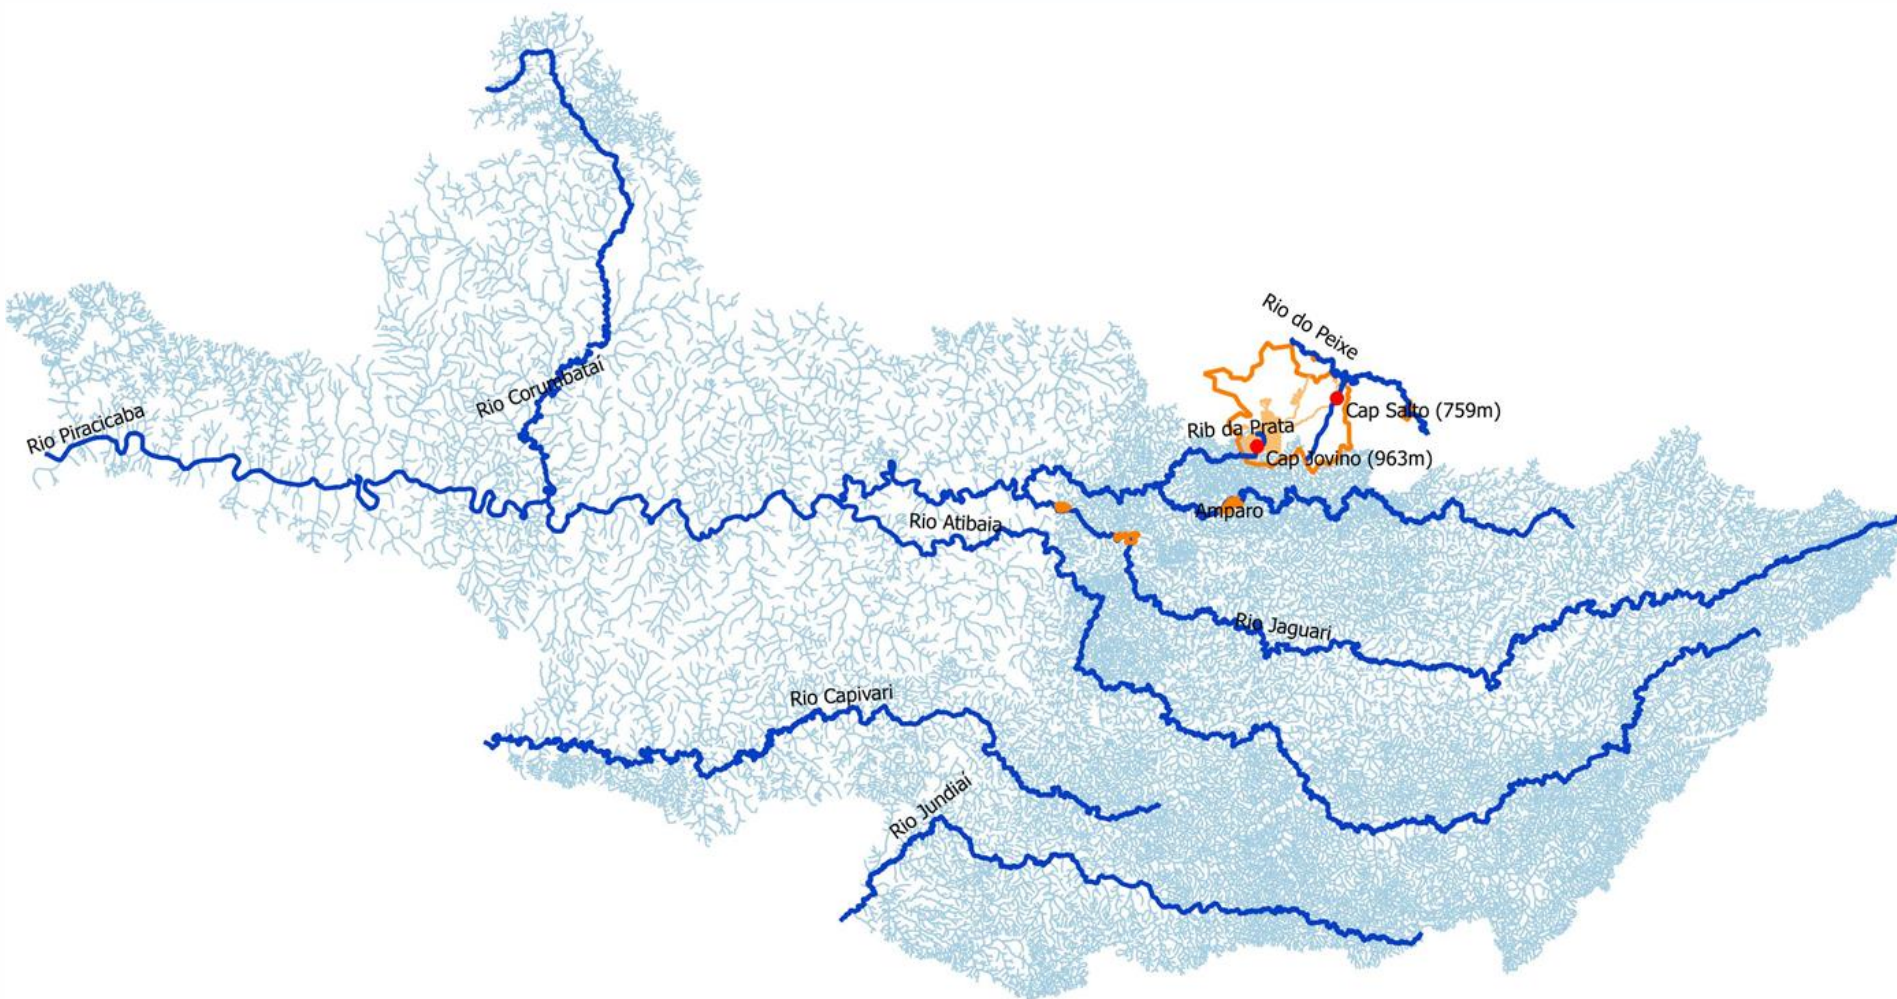 Rio do Peixe
Rio Corumbataí
Cap Salto (759m)
Rio Piracicaba
Rib da Prata
Cap Jovino (963m)
Amparo
Rio Atibaia
Rio Jaguari
Rio Capivari
Rio Jundiaí